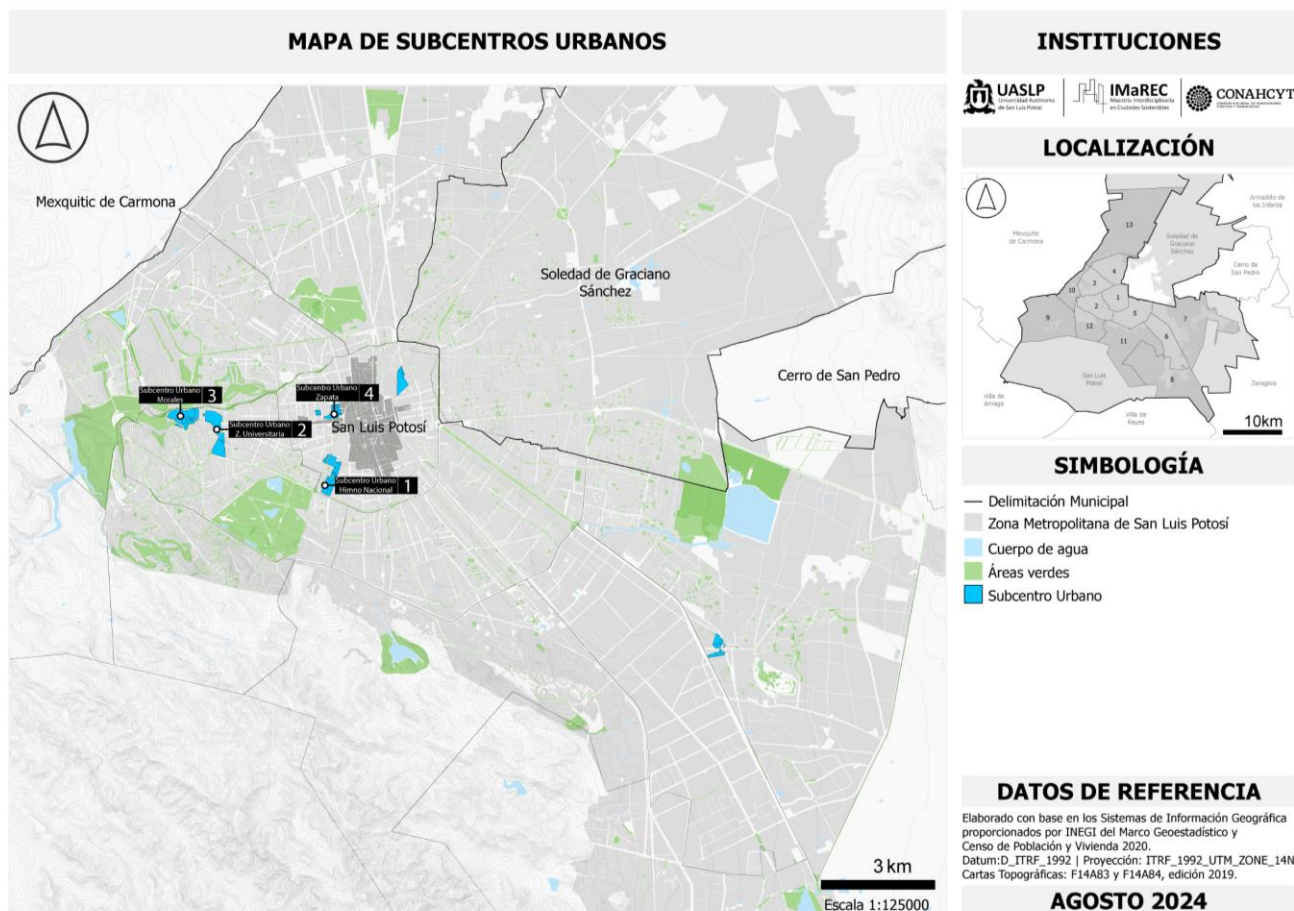 MAPA DE SUBCENTROS URBANOS
Mexquitic de Carmona
Soledad de Graciano
Sánchez
Cerro de San Pedro
Subcentro Urbano
Morales
3
Subcentro Urbano
Zapata
4
Subcentro Urbano
Z. Universitaria
2
San Luis Potosí
Subcentro Urbano
Himno Nacional
1
3 km
Escala 1:125000
INSTITUCIONES
UASLP
Universidad Autónoma
de San Luis Potosí
IMaREC
Maestría interdisciplinaria
en Ciudades Sostenibles
CONAHCYT
LOCALIZACIÓN
Armadillo de
los Infante
Mexquitic
de Carmona
13
Soledad de
Graciano
Sánchez
Cerro de
San Pedro
4
3
10
1
2
9
5
7
12
11
6
San Luis
Potosí
8
Zaragoza
Villa de
Arriaga
Villa de
Reyes
10km
SIMBOLOGÍA
Delimitación Municipal
Zona Metropolitana de San Luis Potosí
Cuerpo de agua
Áreas verdes
Subcentro Urbano
DATOS DE REFERENCIA
Elaborado con base en los Sistemas de Información Geográfica
proporcionados por INEGI del Marco Geoestadístico y
Censo de Población y Vivienda 2020.
Datum:D_ITRF_1992 | Proyección: ITRF_1992_UTM_ZONE_14N
Cartas Topográficas: F14A83 y F14A84, edición 2019.
AGOSTO 2024